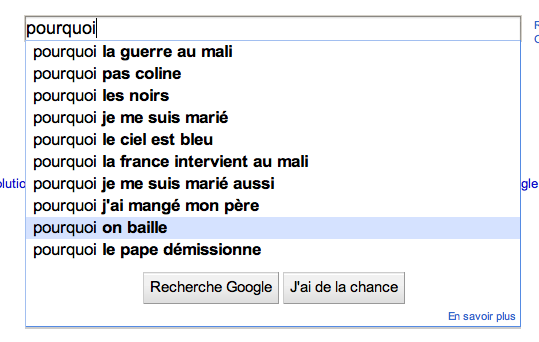 pourquoi
pourquoi la guerre au mali
pourquoi pas coline
pourquoi les noirs
pourquoi je me suis marié
pourquoi le ciel est bleu
pourquoi la france intervient au mali
pourquoi je me suis marié aussi
pourquoi j'ai mangé mon père
pourquoi on baille
pourquoi le pape démissionne
Recherche Google J'ai de la chance
En savoir plus